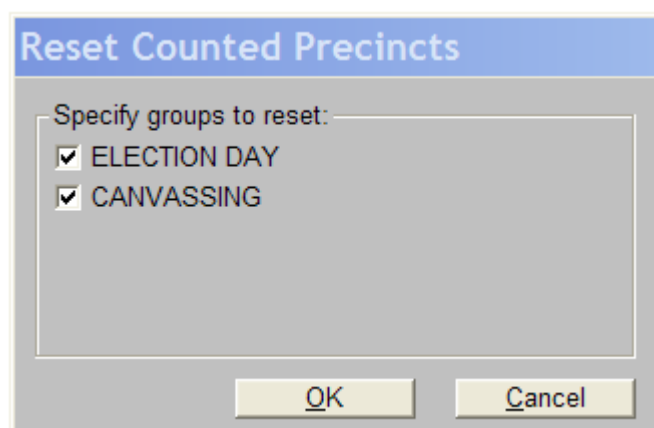 Reset Counted Precincts
Specify groups to reset:
ELECTION DAY
CANVASSING
OK
Cancel